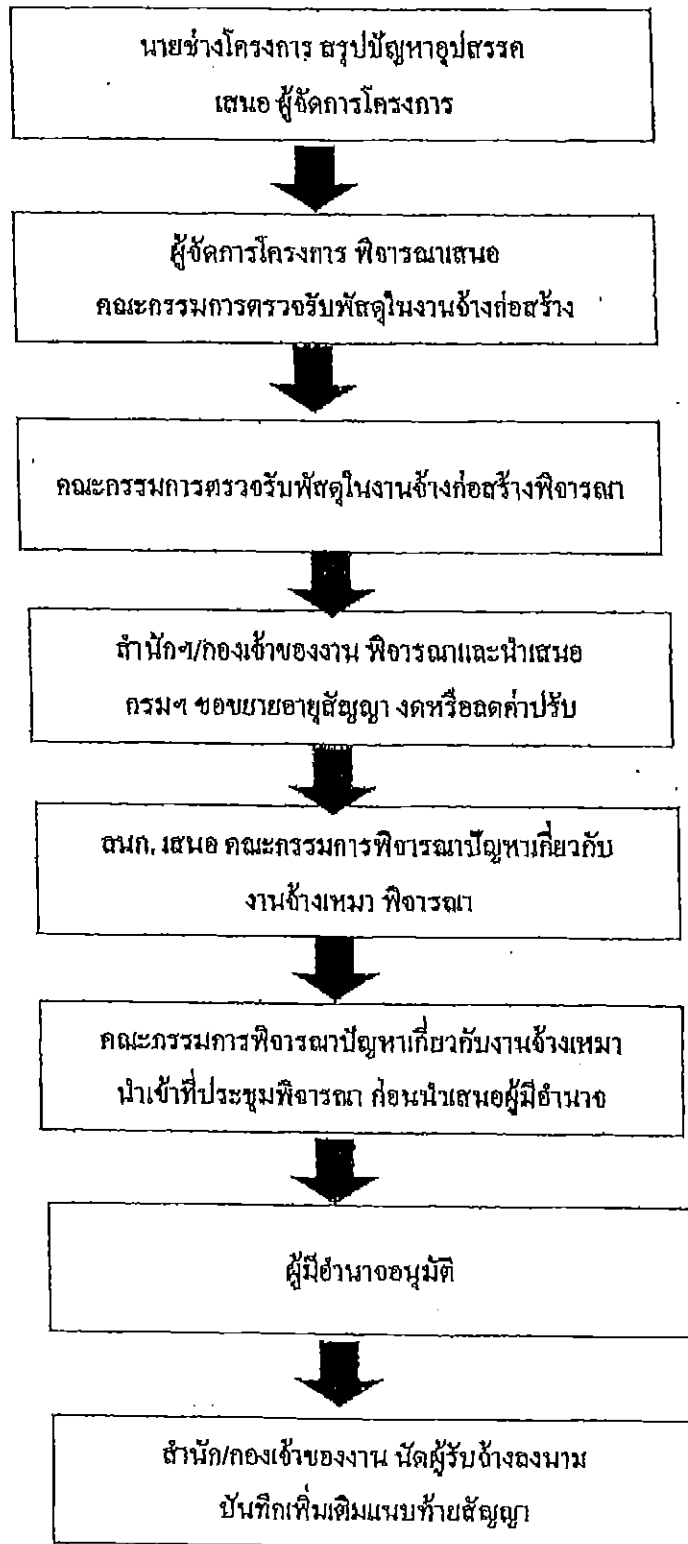 นายช่างโครงการ สรุปปัญหาอุปสรรค
เสนอ ผู้จัดการโครงการ
ผู้จัดการโครงการ พิจารณาเสนอ
คณะกรรมการตรวจรับพัสดุในงานจ้างก่อสร้าง
คณะกรรมการตรวจรับพัสดุในงานจ้างก่อสร้างพิจารณา
สำนักฯ/กองเจ้าของงาน พิจารณาและนำเสนอ
กรมฯ ขอขยายอายุสัญญา งดหรือลดค่าปรับ
ลนก. เสนอ คณะกรรมการพิจารณาปัญหาเกี่ยวกับ
งานจ้างเหมา พิจารณา
คณะกรรมการพิจารณาปัญหาเกี่ยวกับงานจ้างเหมา
นำเข้าที่ประชุมพิจารณา ก่อนนำเสนอผู้มีอำนาจ
ผู้มีอำนาจอนุมัติ
สำนัก/กองเจ้าของงาน นัดผู้รับจ้างลงนาม
บันทึกเพิ่มเติมแนบท้ายสัญญา